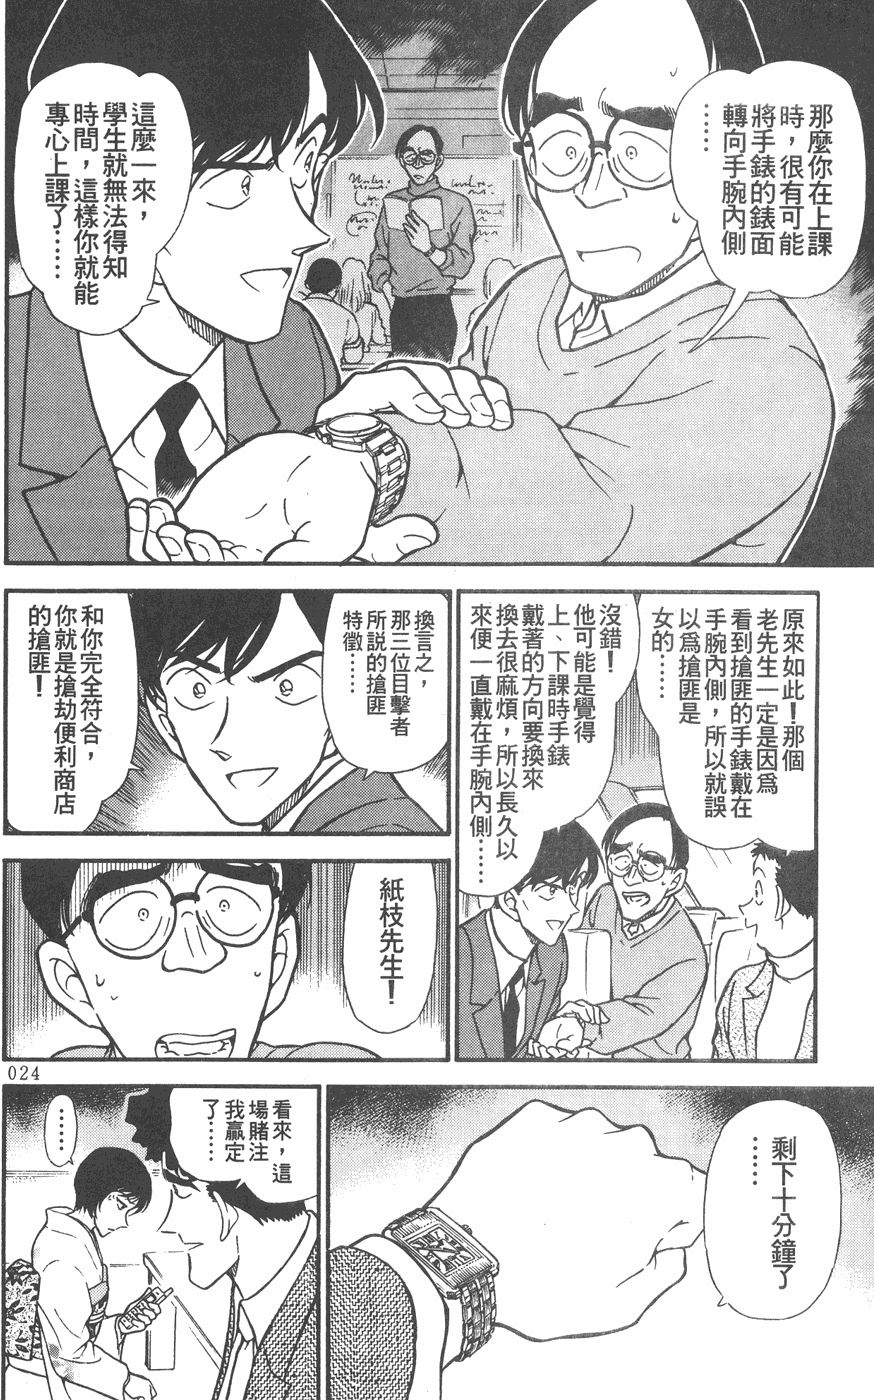 那麼你在上課
時，很有可能
將手錶的錶面
轉向手腕內側
……
這麼一來，
學生就無法得知
時間，這樣你就能
專心上課了……
原來如此！那個
老先生一定是因為
看到搶匪的手錶戴在
手腕內側，所以就誤
以為搶匪是
女的……
沒錯！
他可能是覺得
上、下課時手錶
戴著的方向要換來
換去很麻煩，所以長久以
來便一直戴在手腕內側……
換言之，
那三位目擊者
所說的搶匪
特徵……
和你完全符合，
你就是搶劫便利商店
的搶匪！
紙枝先生！
024
剩下十分鐘了
……
看來，這
場賭注
我贏定
了……
……